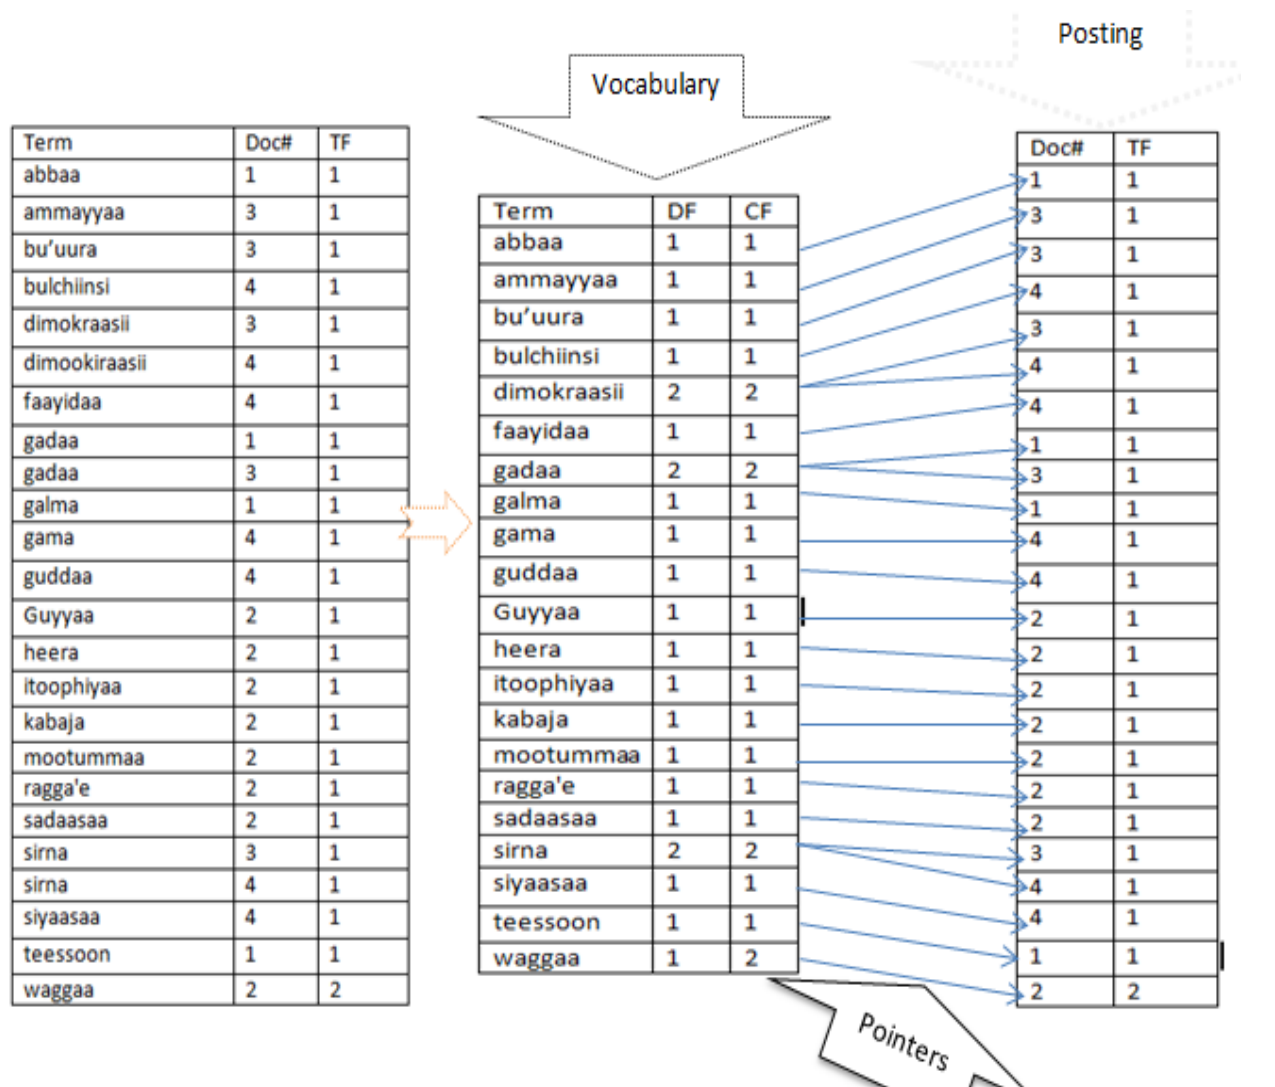 Posting
Vocabulary
Term Doc# TF
abbaa 1 1
ammayyaa 3 1
bu’uura 3 1
bulchiinsi 4 1
dimokraasii 3 1
dimookiraasii 4 1
faayidaa 4 1
gadaa 1 1
gadaa 3 1
galma 1 1
gama 4 1
guddaa 4 1
Guyyaa 2 1
heera 2 1
itoophiyaa 2 1
kabaja 2 1
mootummaa 2 1
ragga'e 2 1
sadaasaa 2 1
sirna 3 1
sirna 4 1
siyaasaa 4 1
teessoon 1 1
waggaa 2 2
Term DF CF
abbaa 1 1
ammayyaa 1 1
bu’uura 1 1
bulchiinsi 1 1
dimokraasii 2 2
faayidaa 1 1
gadaa 2 2
galma 1 1
gama 1 1
guddaa 1 1
Guyyaa 1 1
heera 1 1
itoophiyaa 1 1
kabaja 1 1
mootummaa 1 1
ragga'e 1 1
sadaasaa 1 1
sirna 2 2
siyaasaa 1 1
teessoon 1 1
waggaa 1 2
Doc# TF
1 1
3 1
3 1
4 1
3 1
4 1
4 1
1 1
3 1
1 1
4 1
4 1
2 1
2 1
2 1
2 1
2 1
2 1
2 1
3 1
4 1
4 1
1 1
2 2
Pointers